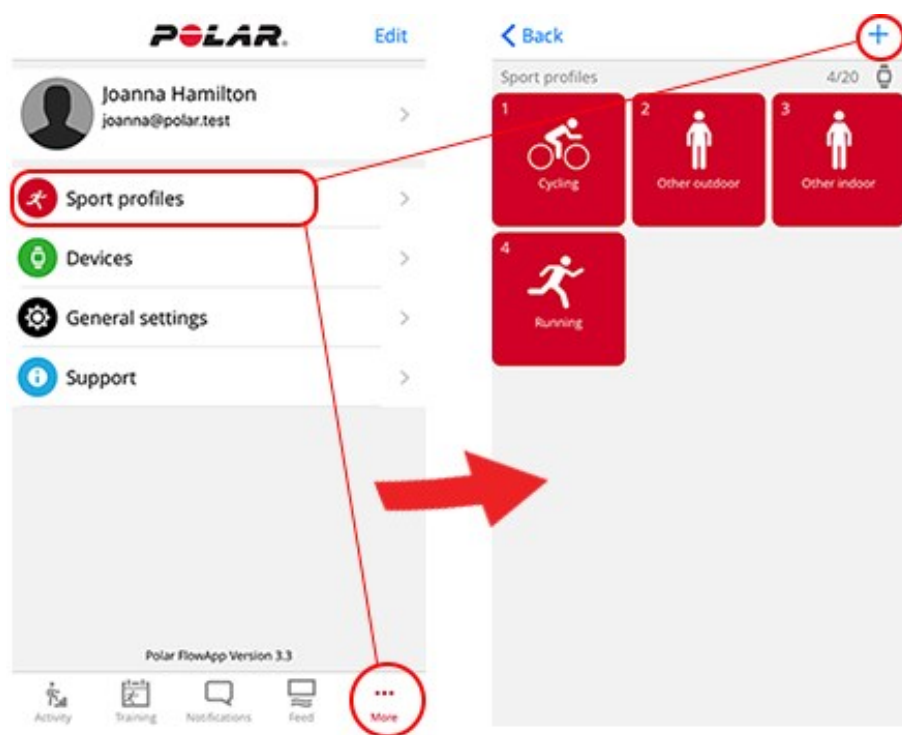 POLAR.
Edit
Joanna Hamilton
joanna@polar.test
Sport profiles
Devices
General settings
Support
Polar FlowApp Version 3.3
Activity
Training
Notifications
Feed
More
Back
Sport profiles
4/20
1
Cycling
2
Other outdoor
3
Other indoor
4
Running